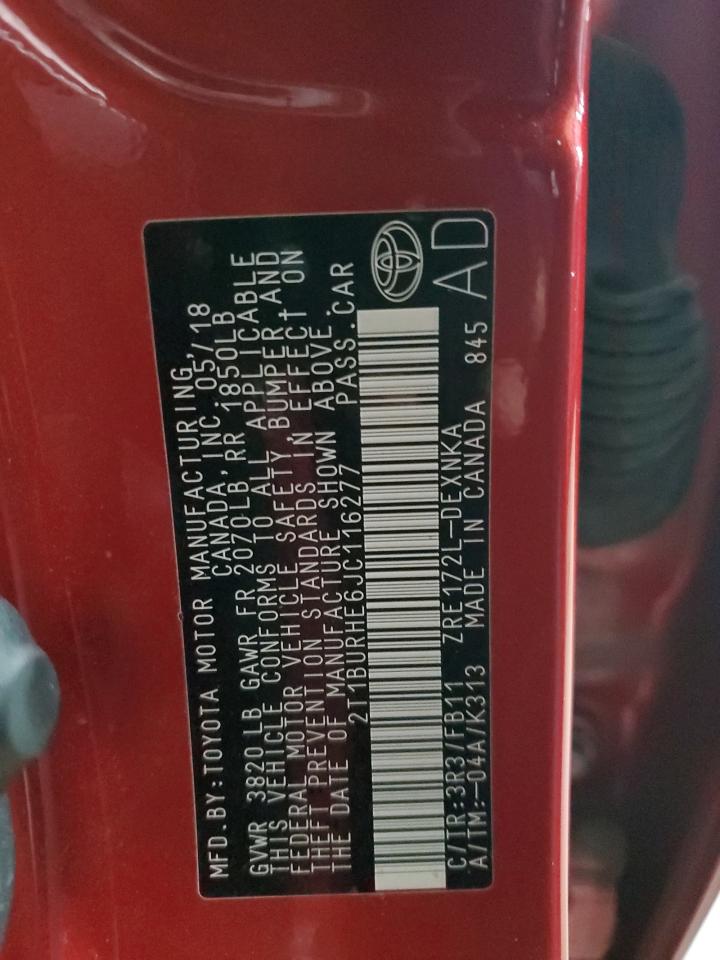 MFD.BY:TOYOTA MOTOR MANUFACTURING,
CANADA, INC. 05/18
GVWR 3820 LB GAWR FR 2070LB RR 1850LB
THIS VEHICLE CONFORMS TO ALL APPLICABLE
FEDERAL MOTOR VEHICLE SAFETY, BUMPER, AND
THEFT PREVENTION STANDARDS IN EFFECT ON
THE DATE OF MANUFACTURE SHOWN ABOVE.
2T1BURHE6JC116277 PASS.CAR
C/TR:3R3/FB11 ZRE172L-DEXNKA
A/TM:-04A/K313 MADE IN CANADA 845
AD